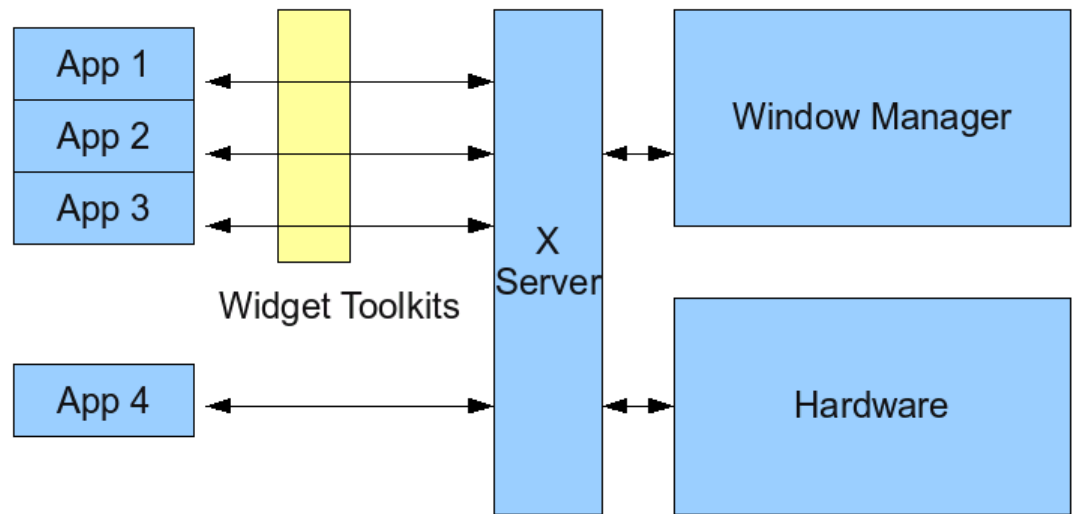 App 1
App 2
App 3
Widget Toolkits
App 4
X
Server
Window Manager
Hardware